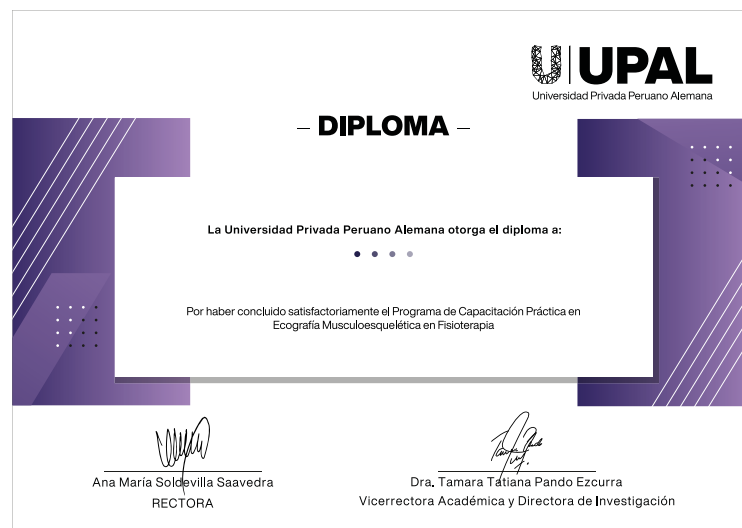 UPAL
Universidad Privada Peruano Alemana
– DIPLOMA –
La Universidad Privada Peruano Alemana otorga el diploma a:
Por haber concluido satisfactoriamente el Programa de Capacitación Práctica en
Ecografía Musculoesquelética en Fisioterapia
Ana María Soldevilla Saavedra
RECTORA
Dra. Tamara Tatiana Pando Ezcurra
Vicerrectora Académica y Directora de Investigación